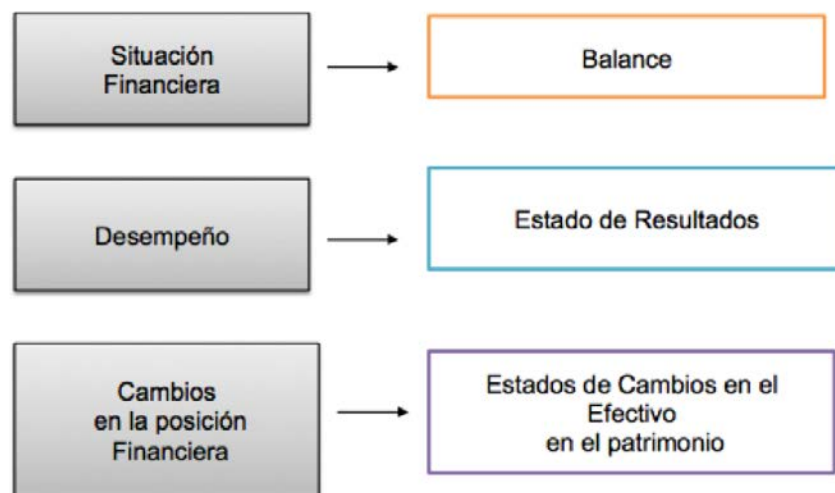 Situación
Financiera
Balance
Desempeño
Estado de Resultados
Cambios
en la posición
Financiera
Estados de Cambios en el
Efectivo
en el patrimonio